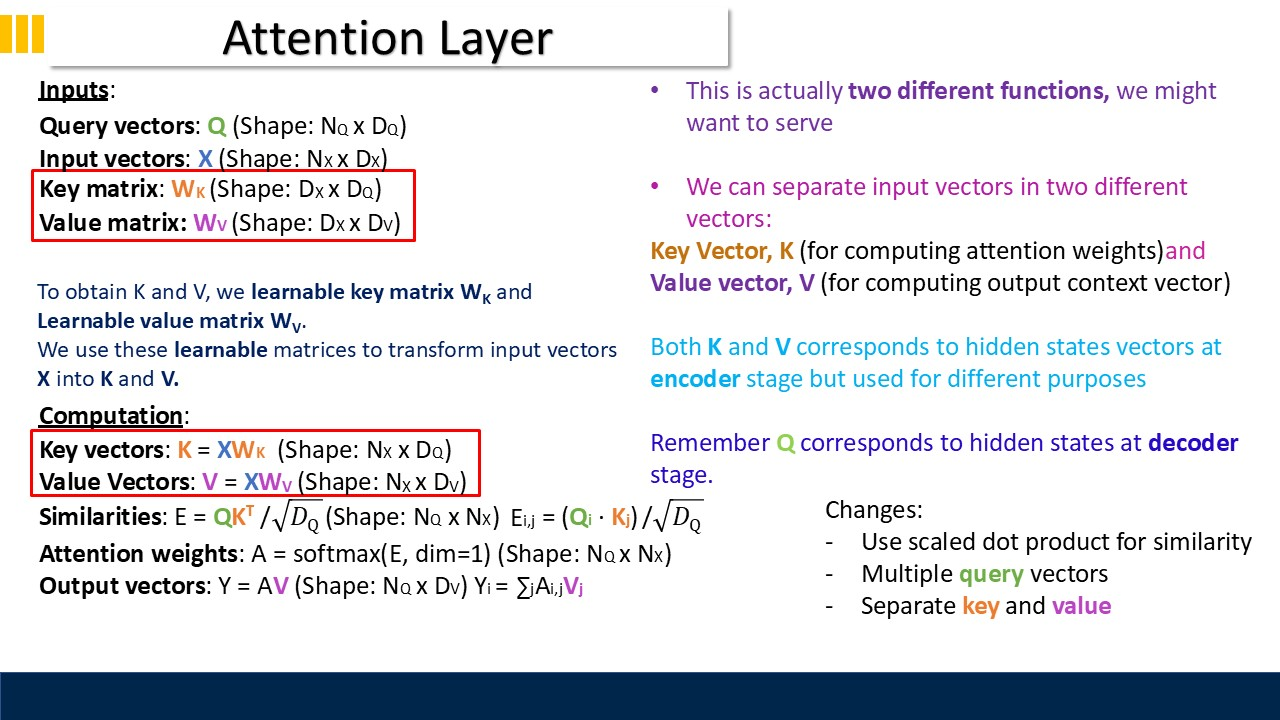 Attention Layer
Inputs:
Query vectors: Q (Shape: NQ x DQ)
Input vectors: X (Shape: NX x DX)
Key matrix: WK (Shape: DX x DQ)
Value matrix: WV (Shape: DX x DV)
To obtain K and V, we learnable key matrix WK and
Learnable value matrix WV.
We use these learnable matrices to transform input vectors
X into K and V.
Computation:
Key vectors: K = XWK (Shape: NX x DQ)
Value Vectors: V = XWV (Shape: NX x DV)
Similarities: E = QKT /√DQ (Shape: NQ x NX) Ei,j = (Qi · Kj) /√DQ
Attention weights: A = softmax(E, dim=1) (Shape: NQ x NX)
Output vectors: Y = AV (Shape: NQ x DV) Yi = ∑jAi,jVj
• This is actually two different functions, we might
want to serve
• We can separate input vectors in two different
vectors:
Key Vector, K (for computing attention weights)and
Value vector, V (for computing output context vector)
Both K and V corresponds to hidden states vectors at
encoder stage but used for different purposes
Remember Q corresponds to hidden states at decoder
stage.
Changes:
- Use scaled dot product for similarity
- Multiple query vectors
- Separate key and value